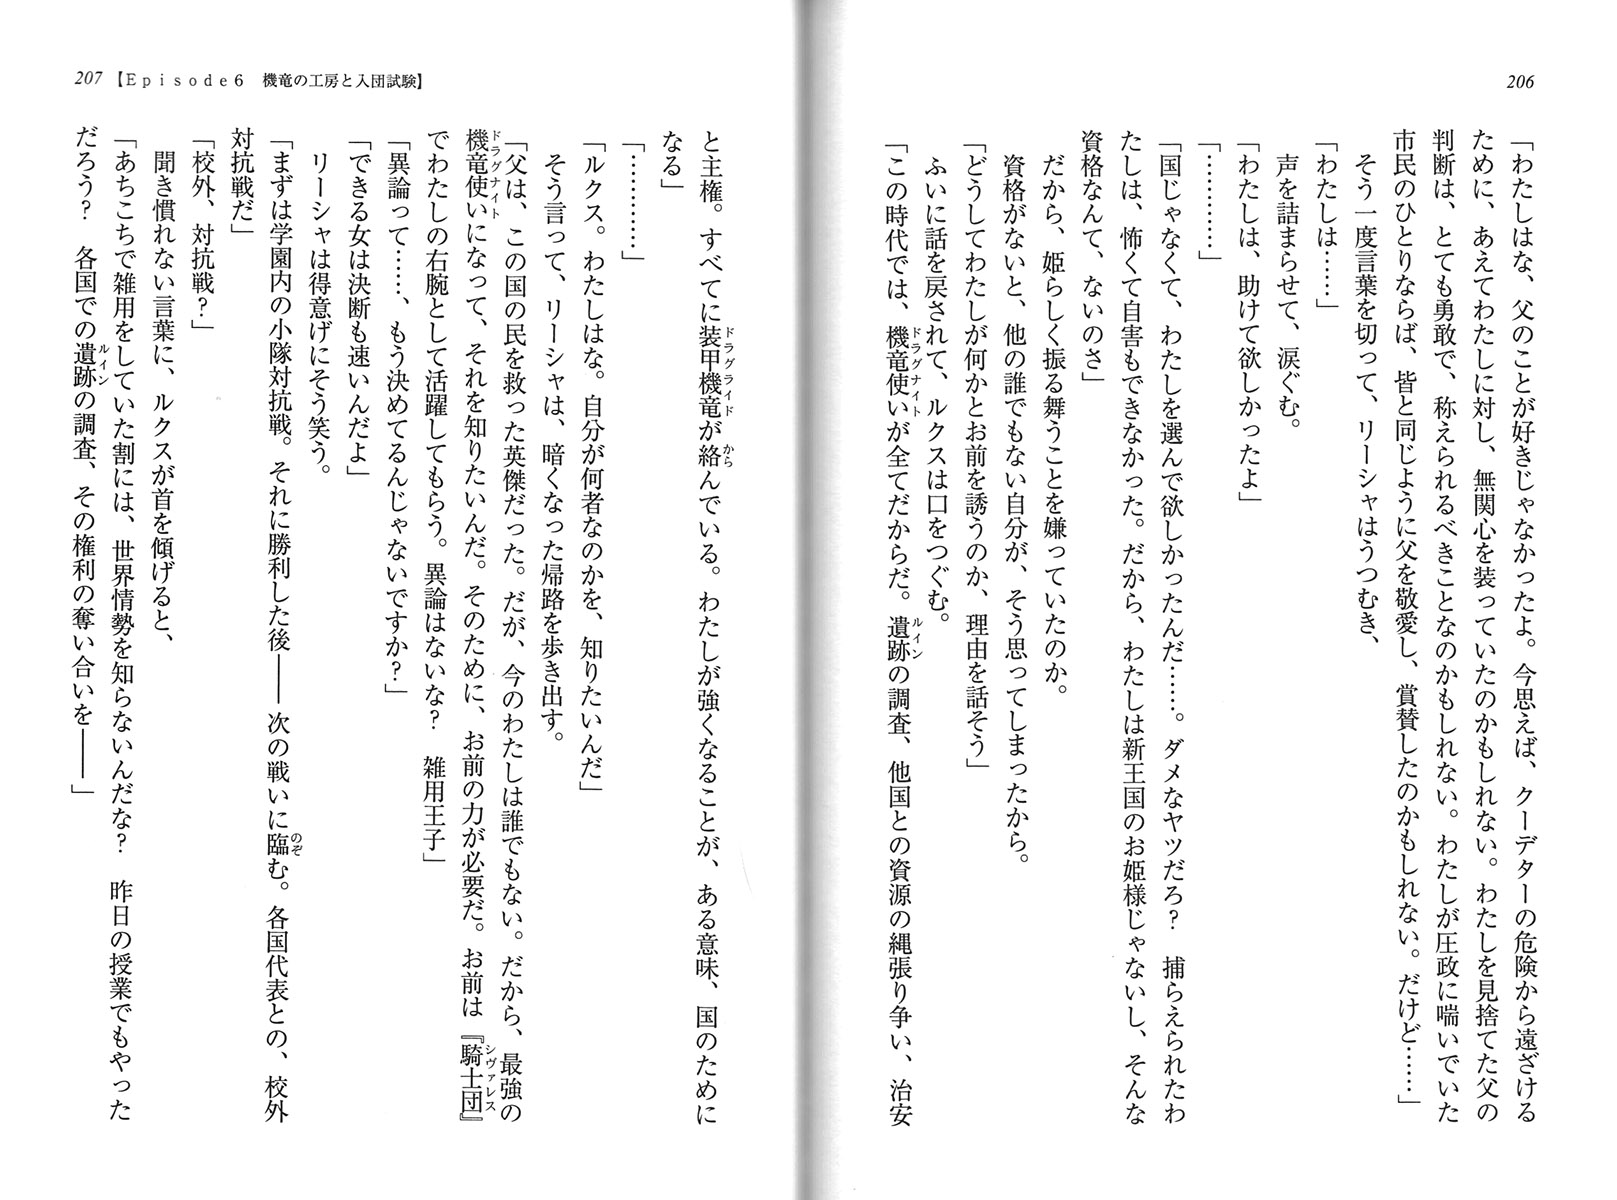 206
「わたしはな、父のことが好きじゃなかったよ。今思えば、クーデターの危険から遠ざける
ために、あえてわたしに対し、無関心を装っていたのかもしれない。わたしを見捨てた父の
判断は、とても勇敢で、称えられるべきことなのかもしれない。わたしが圧政に喘いでいた
市民のひとりならば、皆と同じように父を敬愛し、賞賛したのかもしれない。だけど……」
そう一度言葉を切って、リーシャはうつむき、
「わたしは……」
声を詰まらせて、涙ぐむ。
「わたしは、助けて欲しかったよ」
「…………」
「国じゃなくて、わたしを選んで欲しかったんだ……。ダメなヤツだろ？　捕らえられたわ
たしは、怖くて自害もできなかった。だから、わたしは新王国のお姫様じゃないし、そんな
資格なんて、ないのさ」
だから、姫らしく振る舞うことを嫌っていたのか。
資格がないと、他の誰でもない自分が、そう思ってしまったから。
「どうしてわたしが何かとお前を誘うのか、理由を話そう」
ふいに話を戻されて、ルクスは口をつぐむ。
「この時代では、機竜使い（ドラグナイト）が全てだからだ。遺跡（ルイン）の調査、他国との資源の縄張り争い、治安
207【Episode6　機竜の工房と入団試験】
と主権。すべてに装甲機竜（ドラグライド）が絡（から）んでいる。わたしが強くなることが、ある意味、国のために
なる」
「…………」
「ルクス。わたしはな。自分が何者なのかを、知りたいんだ」
そう言って、リーシャは、暗くなった帰路を歩き出す。
「父は、この国の民を救った英傑だった。だが、今のわたしは誰でもない。だから、最強の
機竜使い（ドラグナイト）になって、それを知りたいんだ。そのために、お前の力が必要だ。お前は『騎士団（シヴァレス）』
でわたしの右腕として活躍してもらう。異論はないな？　雑用王子」
「異論って……、もう決めてるんじゃないですか？」
「できる女は決断も速いんだよ」
リーシャは得意げにそう笑う。
「まずは学園内の小隊対抗戦。それに勝利した後――次の戦いに臨（のぞ）む。各国代表との、校外
対抗戦だ」
「校外、対抗戦？」
聞き慣れない言葉に、ルクスが首を傾げると、
「あちこちで雑用をしていた割には、世界情勢を知らないんだな？　昨日の授業でもやった
だろう？　各国での遺跡（ルイン）の調査、その権利の奪い合いを――」